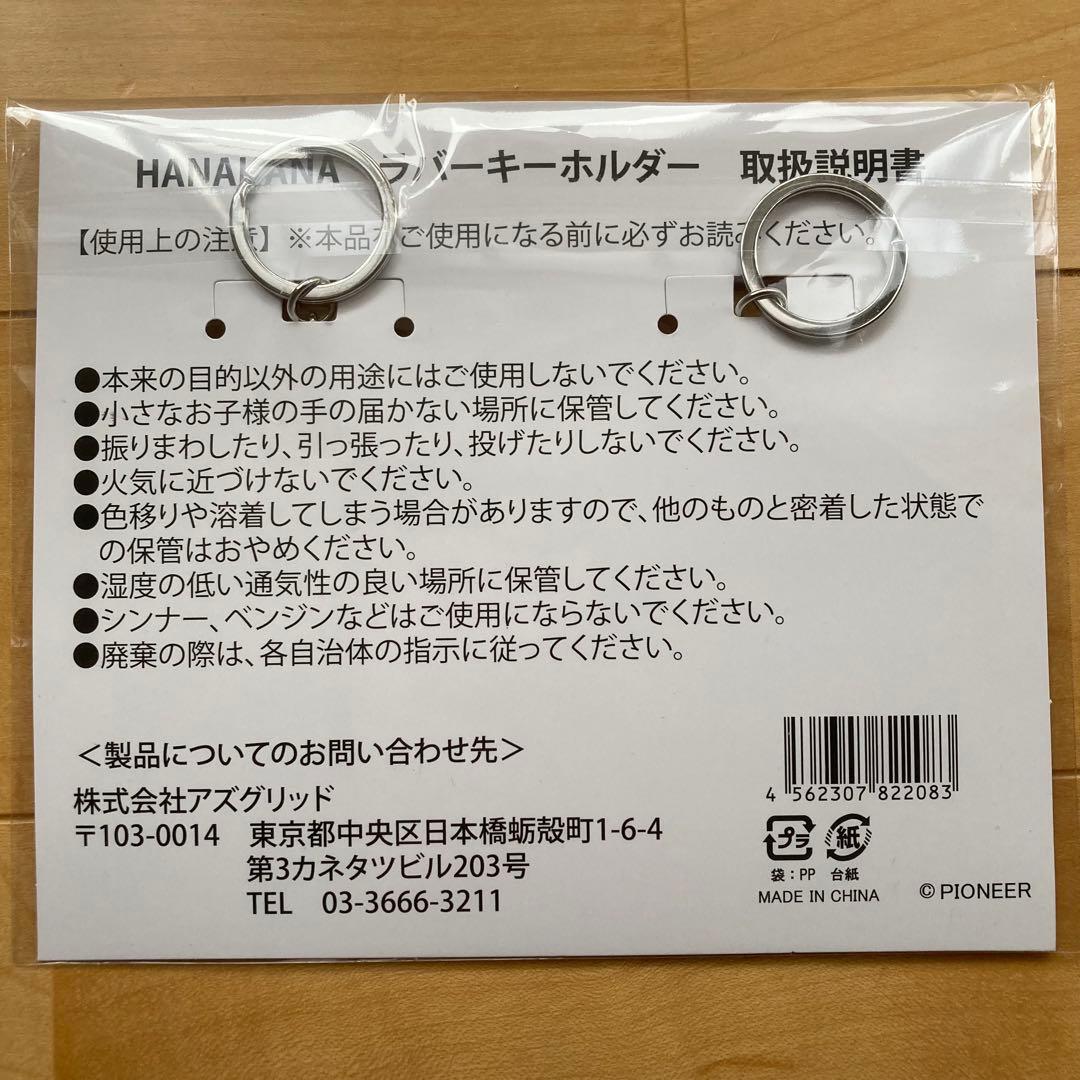 HANAKANA ラバーキーホルダー 取扱説明書
【使用上の注意】※本品をご使用になる前に必ずお読みください。
●本来の目的以外の用途にはご使用しないでください。
●小さなお子様の手の届かない場所に保管してください。
●振りまわしたり、引っ張ったり、投げたりしないでください。
●火気に近づけないでください。
●色移りや溶着してしまう場合がありますので、他のものと密着した状態で
の保管はおやめください。
●湿度の低い通気性の良い場所に保管してください。
●シンナー、ベンジンなどはご使用にならないでください。
●廃棄の際は、各自治体の指示に従ってください。
＜製品についてのお問い合わせ先＞
株式会社アズグリッド
〒103-0014 東京都中央区日本橋蛎殻町1-6-4
第3カネタツビル203号
TEL 03-3666-3211
4 562307 822083
プラ 紙
袋：PP 台紙
MADE IN CHINA
© PIONEER